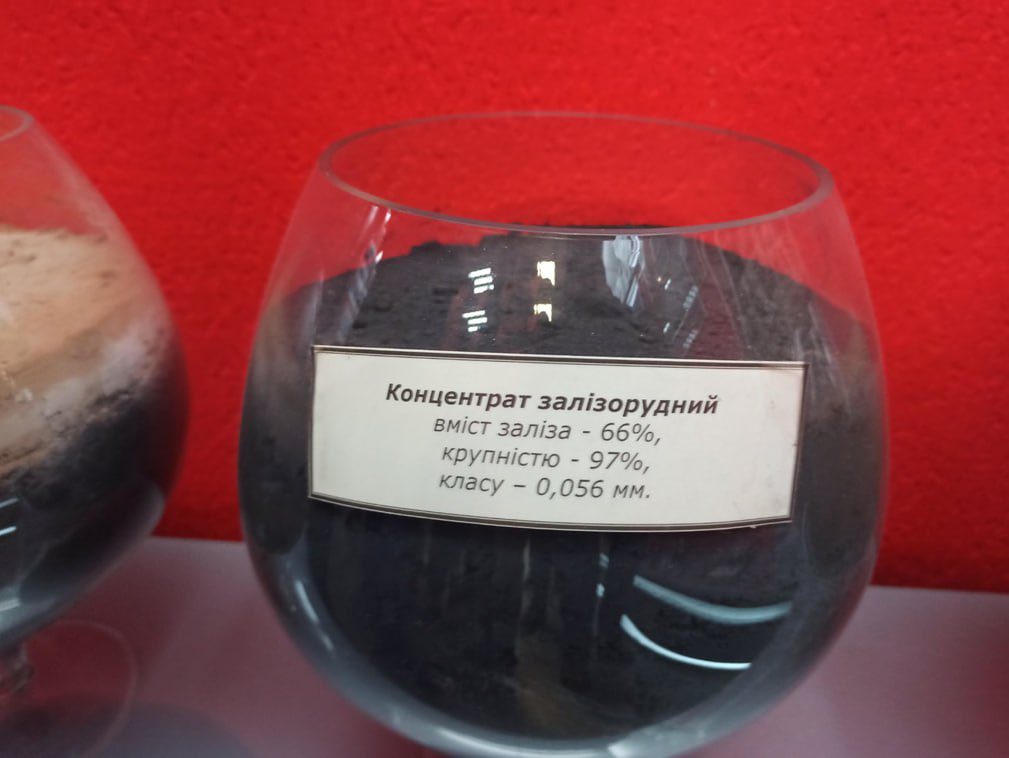 Концентрат залізорудний
вміст заліза - 66%,
крупністю - 97%,
класу – 0,056 мм.